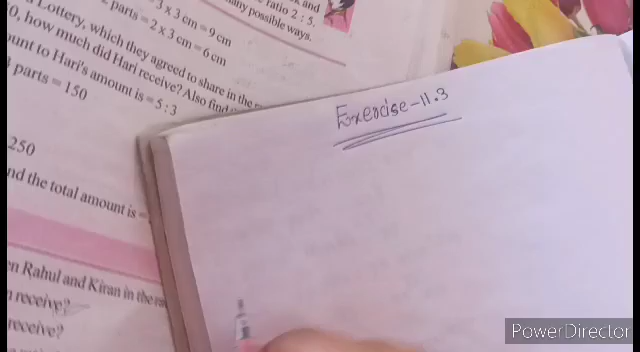 3 x 3 cm = 9 cm
parts = 2 x 3 cm = 6 cm
and
ratio 2 : 5.
many possible ways.
Lottery, which they agreed to share in the
0, how much did Hari receive? Also find
unt to Hari's amount is = 5 : 3
parts = 150
250
nd the total amount is =
en Rahul and Kiran in the
receive?
receive?
Exercise-11.3
PowerDirector